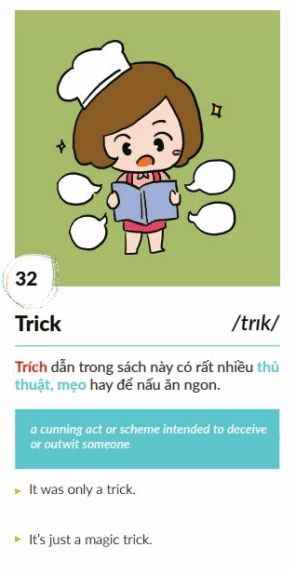 32
Trick /trɪk/
Trích dẫn trong sách này có rất nhiều thủ
thuật, mẹo hay để nấu ăn ngon.
a cunning act or scheme intended to deceive
or outwit someone
It was only a trick.
It's just a magic trick.